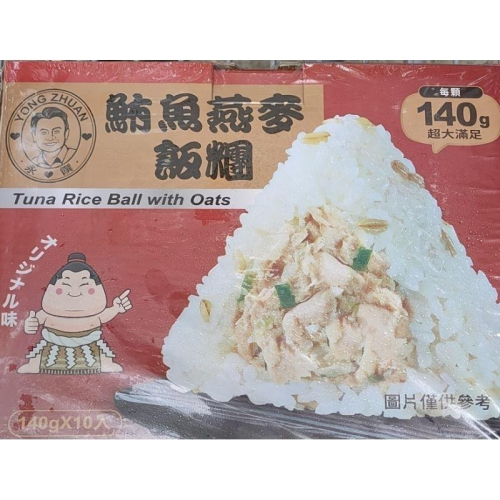 YONG ZHUAN
永 顓
鮪魚燕麥
飯糰
Tuna Rice Ball with Oats
每顆
140g
超大滿足
オリジナル味
140gX10入
圖片僅供參考